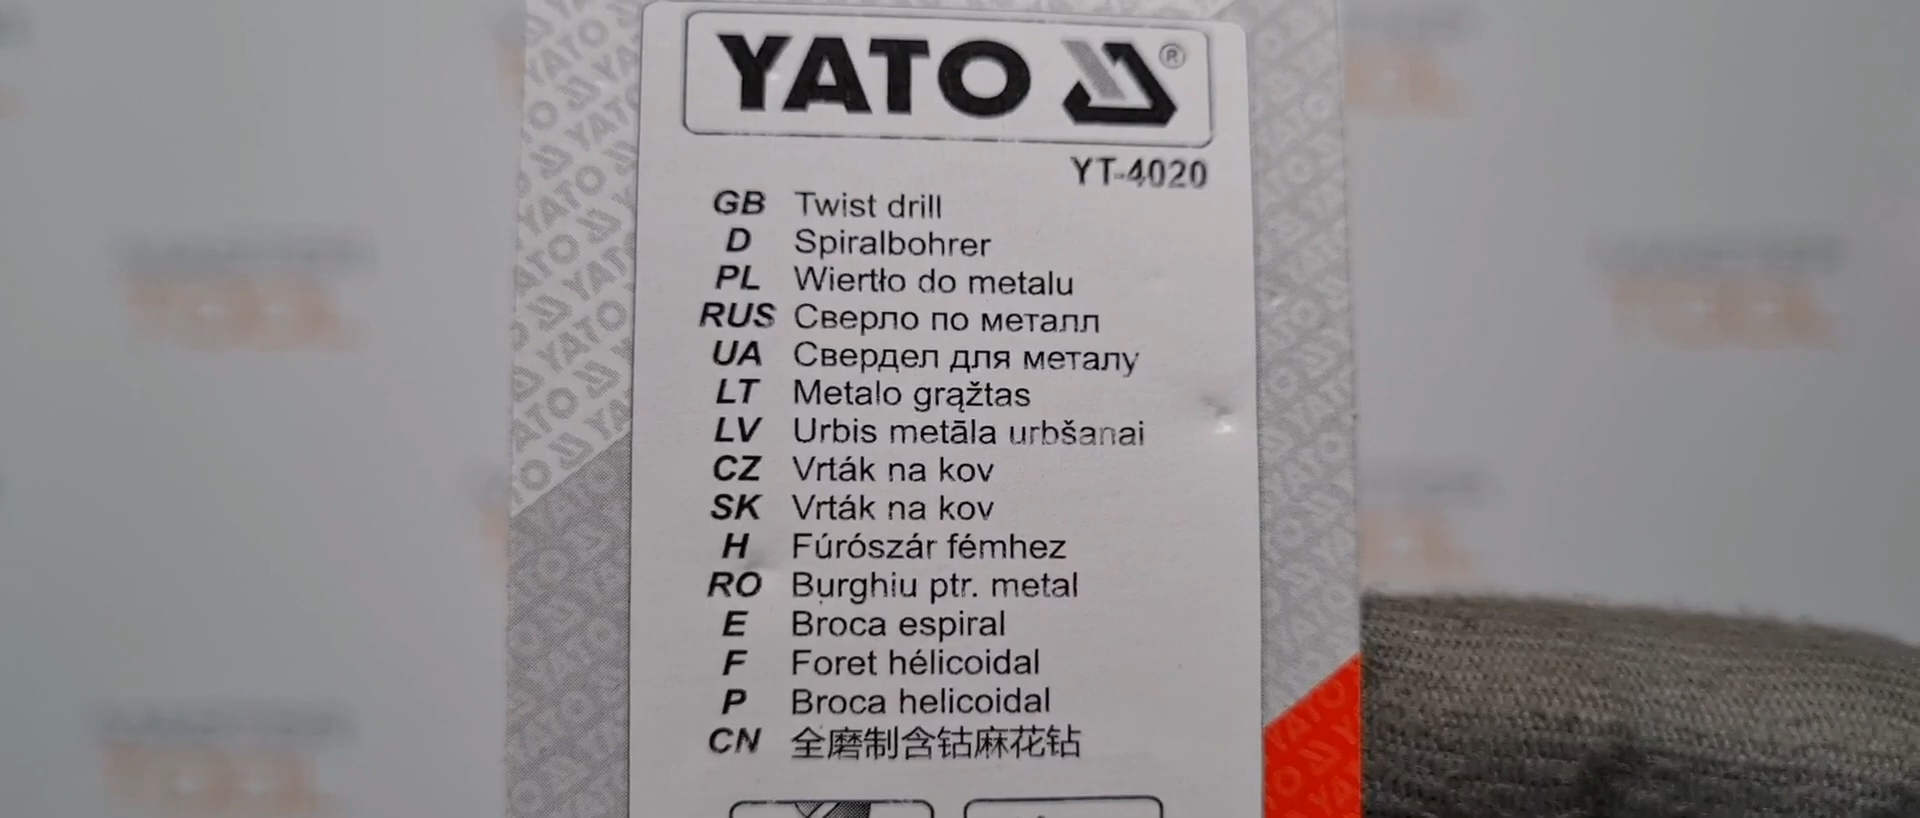 YATO ®
YT-4020
GB Twist drill
D Spiralbohrer
PL Wiertło do metalu
RUS Сверло по металл
UA Свердел для металу
LT Metalo grąžtas
LV Urbis metāla urbšanai
CZ Vrták na kov
SK Vrták na kov
H Fúrószár fémhez
RO Burghiu ptr. metal
E Broca espiral
F Foret hélicoidal
P Broca helicoidal
CN 全磨制含钴麻花钻